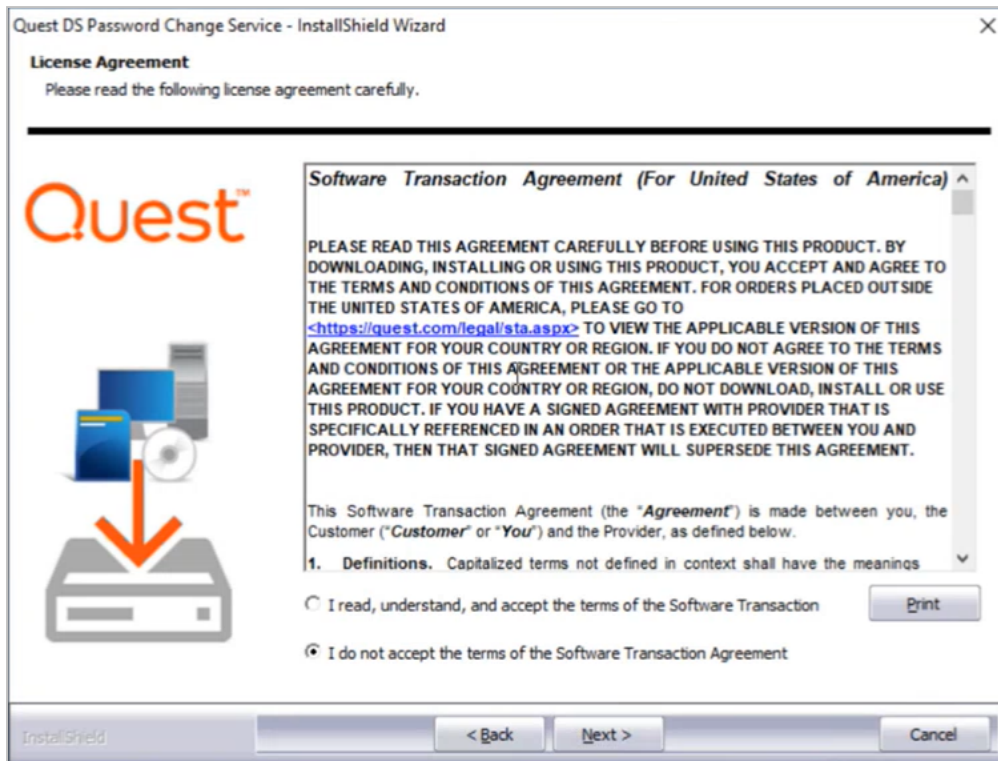 Quest DS Password Change Service - InstallShield Wizard
License Agreement
Please read the following license agreement carefully.
Quest™
Software Transaction Agreement (For United States of America)
PLEASE READ THIS AGREEMENT CAREFULLY BEFORE USING THIS PRODUCT. BY
DOWNLOADING, INSTALLING OR USING THIS PRODUCT, YOU ACCEPT AND AGREE TO
THE TERMS AND CONDITIONS OF THIS AGREEMENT. FOR ORDERS PLACED OUTSIDE
THE UNITED STATES OF AMERICA, PLEASE GO TO
<https://quest.com/legal/sta.aspx> TO VIEW THE APPLICABLE VERSION OF THIS
AGREEMENT FOR YOUR COUNTRY OR REGION. IF YOU DO NOT AGREE TO THE TERMS
AND CONDITIONS OF THIS AGREEMENT OR THE APPLICABLE VERSION OF THIS
AGREEMENT FOR YOUR COUNTRY OR REGION, DO NOT DOWNLOAD, INSTALL OR USE
THIS PRODUCT. IF YOU HAVE A SIGNED AGREEMENT WITH PROVIDER THAT IS
SPECIFICALLY REFERENCED IN AN ORDER THAT IS EXECUTED BETWEEN YOU AND
PROVIDER, THEN THAT SIGNED AGREEMENT WILL SUPERSEDE THIS AGREEMENT.
This Software Transaction Agreement (the “Agreement”) is made between you, the
Customer (“Customer” or “You”) and the Provider, as defined below.
1. Definitions. Capitalized terms not defined in context shall have the meanings
I read, understand, and accept the terms of the Software Transaction
Print
I do not accept the terms of the Software Transaction Agreement
InstallShield
< Back
Next >
Cancel